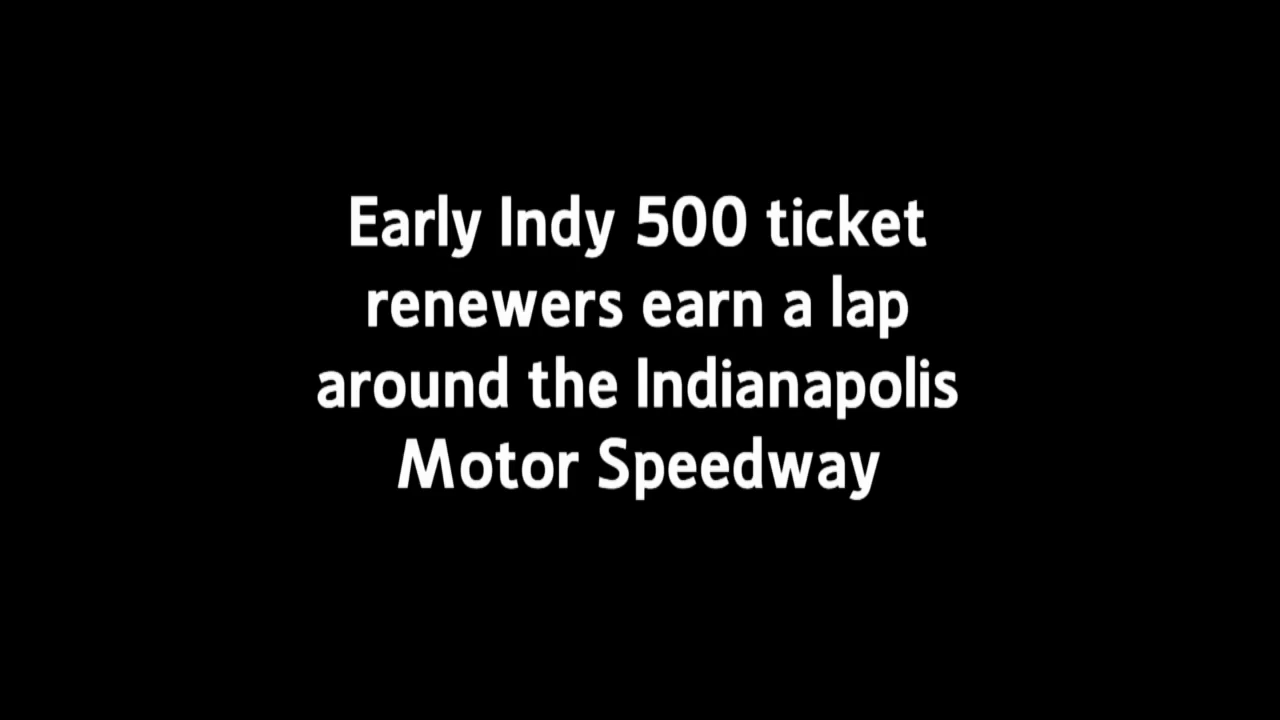 Early Indy 500 ticket
renewers earn a lap
around the Indianapolis
Motor Speedway